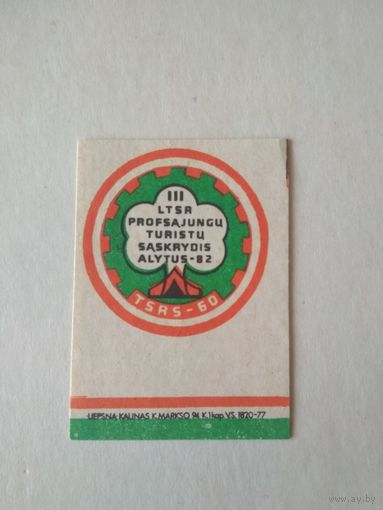 III
LTSR
PROFSĄJUNGŲ
TURISTŲ
SĄSKRYDIS
ALYTUS-82
TSRS-60
LIEPSNA KAUNAS K. MARKSO 94 K. 1 kap. V.S. 1820-77
www.ay.by